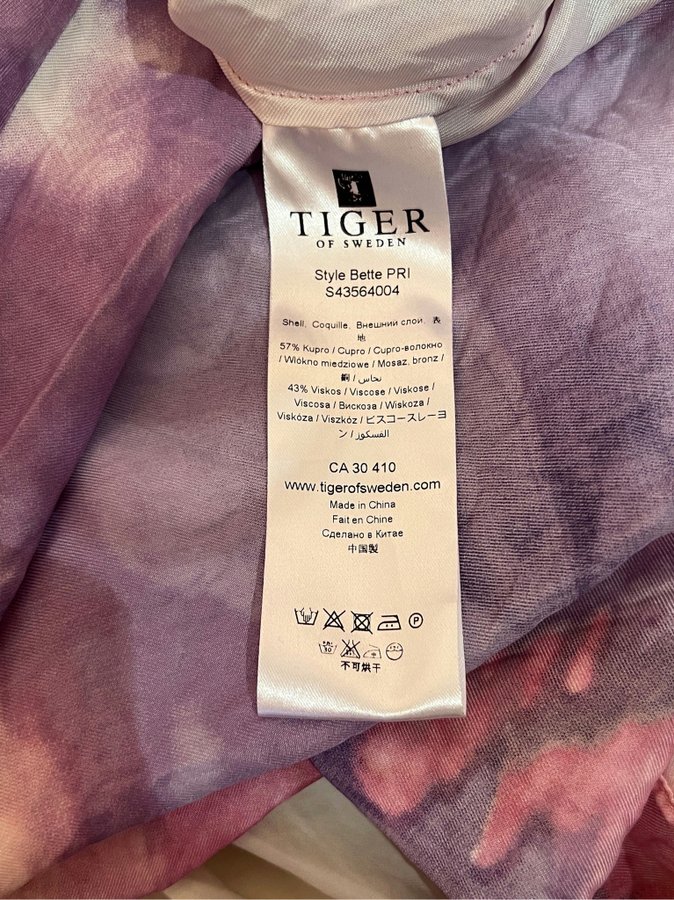 TIGER
OF SWEDEN
Style Bette PRI
S43564004
Shell, Coquille, Внешний слой, 表
地
57% Kupro / Cupro / Cupro-волокно
/ Włókno miedziowe / Mosaz, bronz /
銅 / نحاس /
43% Viskos / Viscose / Viskose /
Viscosa / Вискоза / Wiskoza /
Viskóza / Viszkóz / ビスコースレーヨ
ン / الفسكوز/
CA 30 410
www.tigerofsweden.com
Made in China
Fait en Chine
Сделано в Китае
中国製
P
30
不可烘干